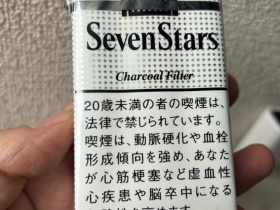 SevenStars
Charcoal Filter
20歳未満の者の喫煙は、
法律で禁じられています。
喫煙は、動脈硬化や血栓
形成傾向を強め、あなた
が心筋梗塞など虚血性
心疾患や脳卒中になる